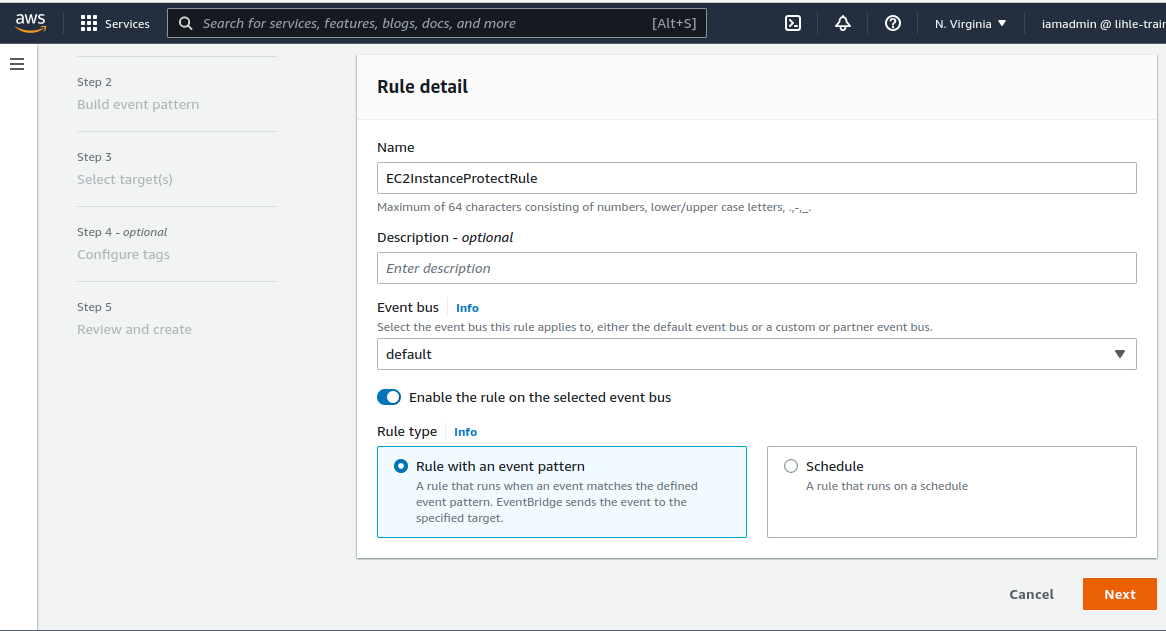 aws
Services
Search for services, features, blogs, docs, and more
[Alt+S]
N. Virginia
iamadmin @ lihle-trai
Step 2
Build event pattern
Step 3
Select target(s)
Step 4 - optional
Configure tags
Step 5
Review and create
Rule detail
Name
EC2InstanceProtectRule
Maximum of 64 characters consisting of numbers, lower/upper case letters, .,-,_.
Description - optional
Enter description
Event bus
Info
Select the event bus this rule applies to, either the default event bus or a custom or partner event bus.
default
Enable the rule on the selected event bus
Rule type
Info
Rule with an event pattern
A rule that runs when an event matches the defined
event pattern. EventBridge sends the event to the
specified target.
Schedule
A rule that runs on a schedule
Cancel
Next